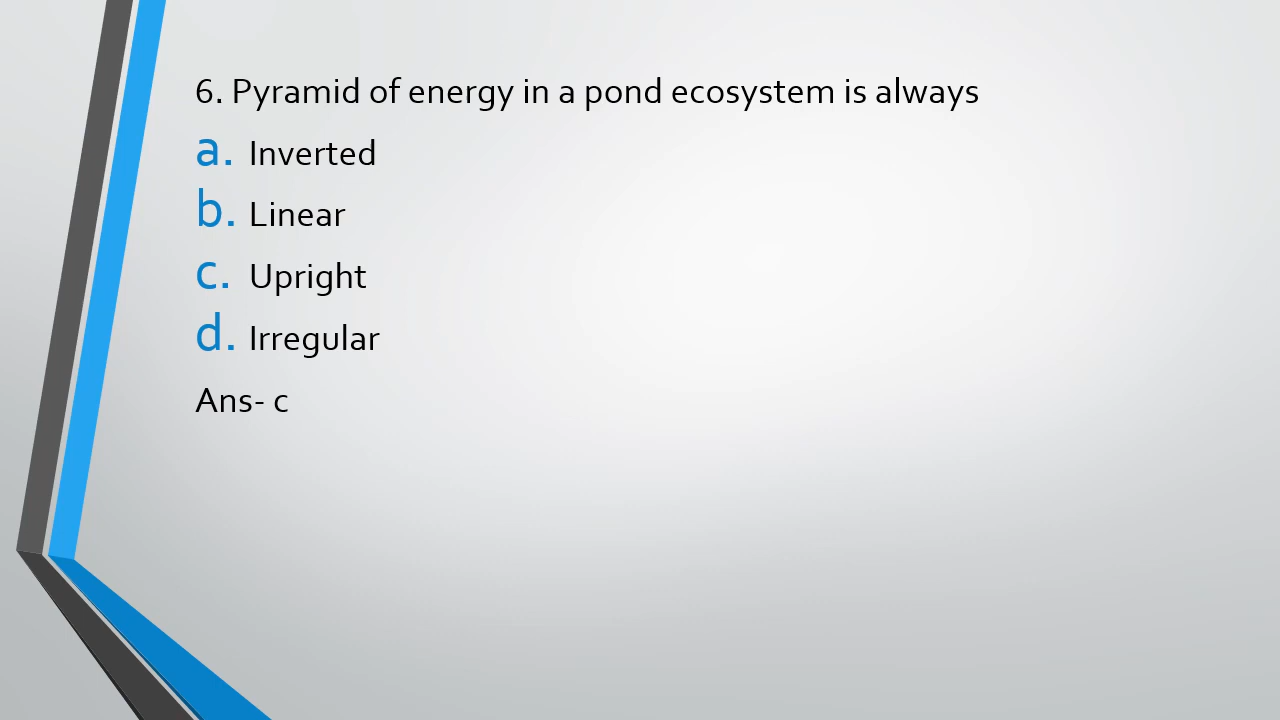 6. Pyramid of energy in a pond ecosystem is always
a. Inverted
b. Linear
c. Upright
d. Irregular
Ans- c